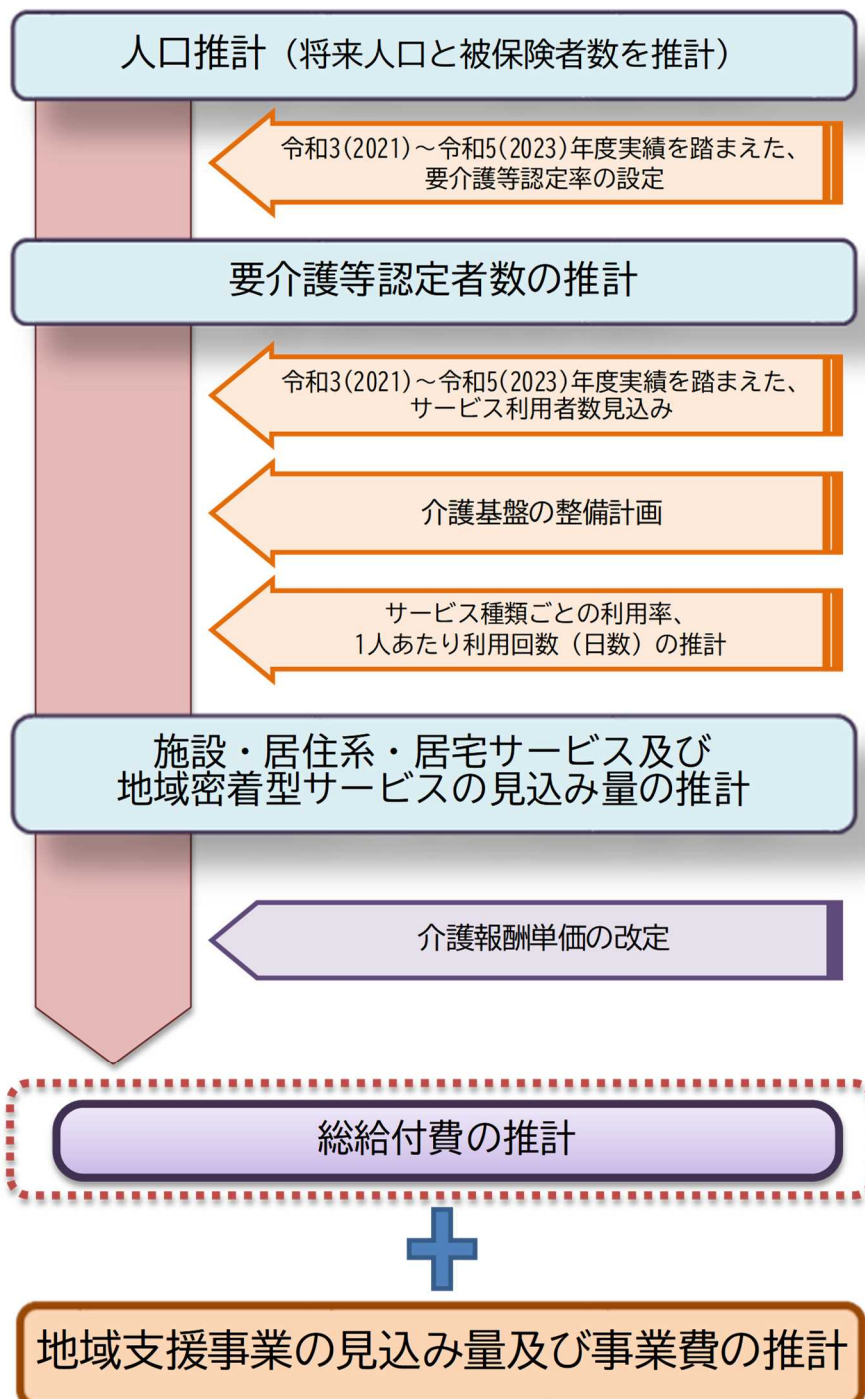 人口推計（将来人口と被保険者数を推計）
令和3(2021)～令和5(2023)年度実績を踏まえた、
要介護等認定率の設定
要介護等認定者数の推計
令和3(2021)～令和5(2023)年度実績を踏まえた、
サービス利用者数見込み
介護基盤の整備計画
サービス種類ごとの利用率、
1人あたり利用回数（日数）の推計
施設・居住系・居宅サービス及び
地域密着型サービスの見込み量の推計
介護報酬単価の改定
総給付費の推計
地域支援事業の見込み量及び事業費の推計